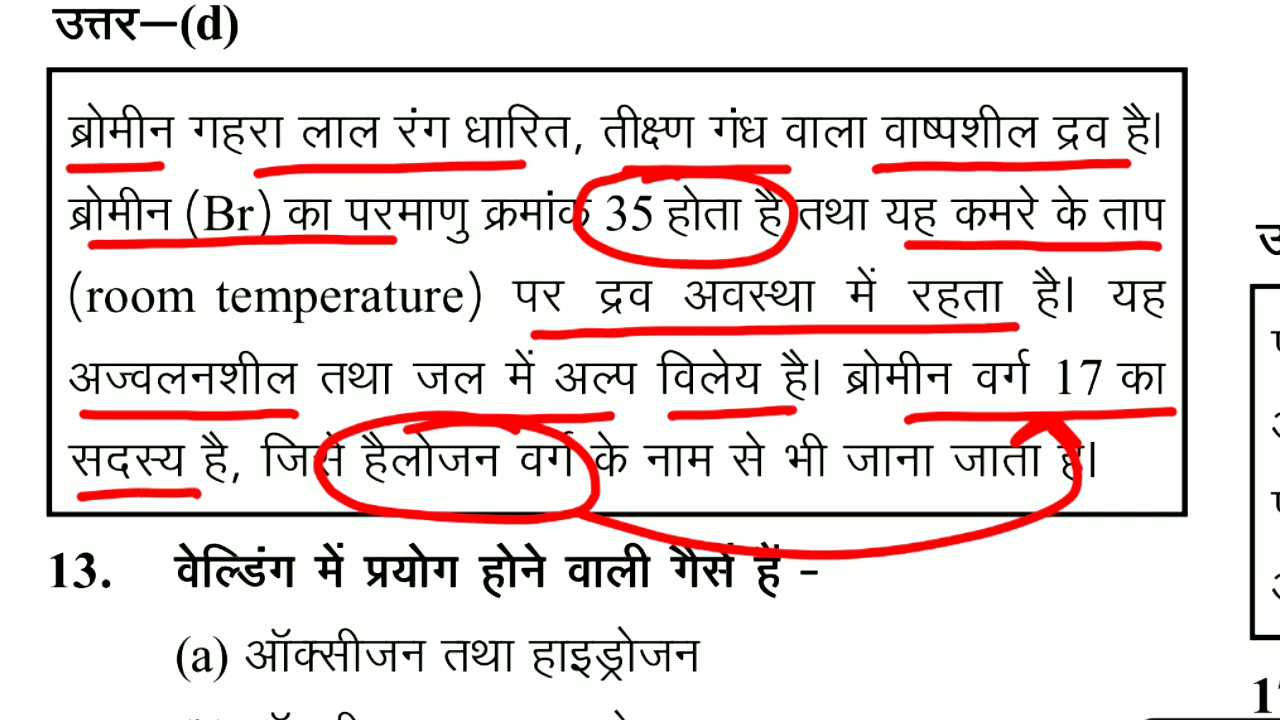 उत्तर—(d)
ब्रोमीन गहरा लाल रंग धारित, तीक्ष्ण गंध वाला वाष्पशील द्रव है।
ब्रोमीन (Br) का परमाणु क्रमांक 35 होता है तथा यह कमरे के ताप
(room temperature) पर द्रव अवस्था में रहता है। यह
अज्वलनशील तथा जल में अल्प विलेय है। ब्रोमीन वर्ग 17 का
सदस्य है, जिसे हैलोजन वर्ग के नाम से भी जाना जाता है।
13. वेल्डिंग में प्रयोग होने वाली गैसें हैं -
(a) ऑक्सीजन तथा हाइड्रोजन